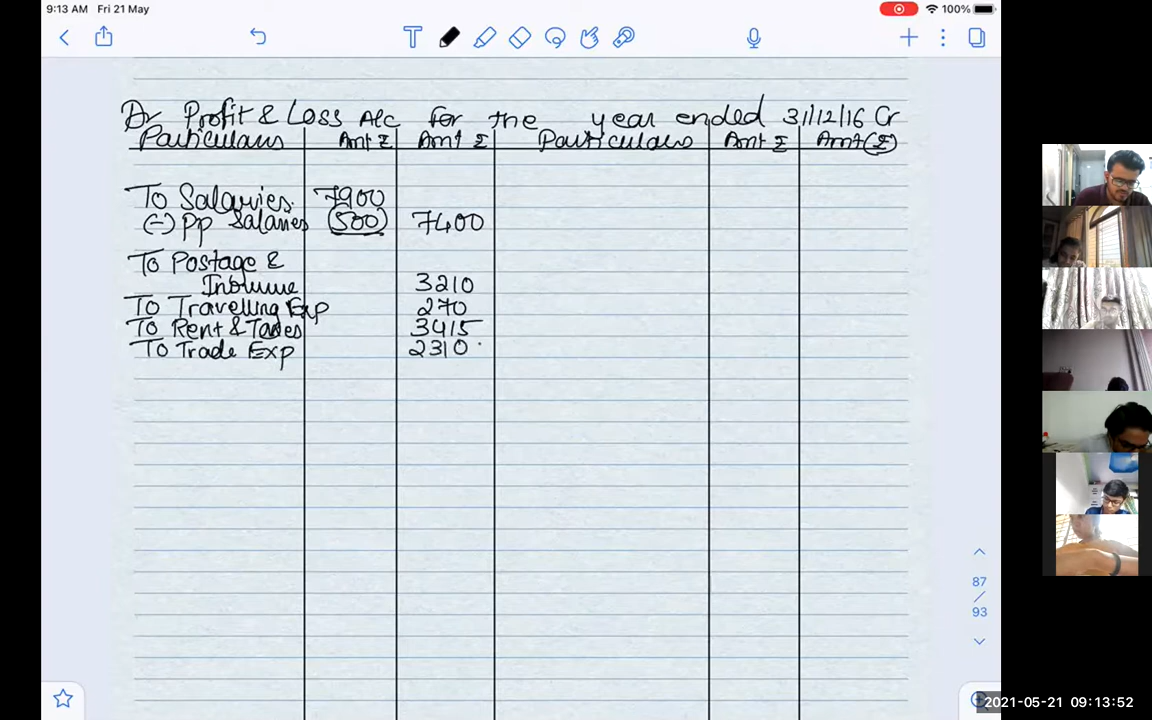 9:13 AM Fri 21 May
100%
Dr Profit & Loss A/c for the year ended 31/12/16 Cr
Particulars Amt ₹ Amt ₹ Particulars Amt ₹ Amt (₹)
To Salaries 7900
(-) Pp Salaries (500) 7400
To Postage &
3210
To Travelling Exp 270
To Rent & Taxes 3415
To Trade Exp 2310
87
/
93
2021-05-21 09:13:52